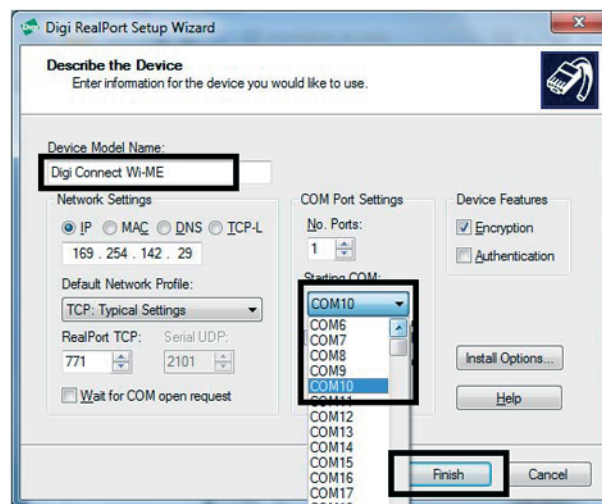 Digi RealPort Setup Wizard
Describe the Device
Enter information for the device you would like to use.
Device Model Name:
Digi Connect Wi-ME
Network Settings
IP MAC DNS TCP-L
169 . 254 . 142 . 29
Default Network Profile:
TCP: Typical Settings
RealPort TCP: Serial UDP:
771 2101
Wait for COM open request
COM Port Settings
No. Ports:
1
Starting COM:
COM10
COM6
COM7
COM8
COM9
COM10
COM11
COM12
COM13
COM14
COM15
COM16
COM17
Device Features
Encryption
Authentication
Install Options...
Help
Finish Cancel